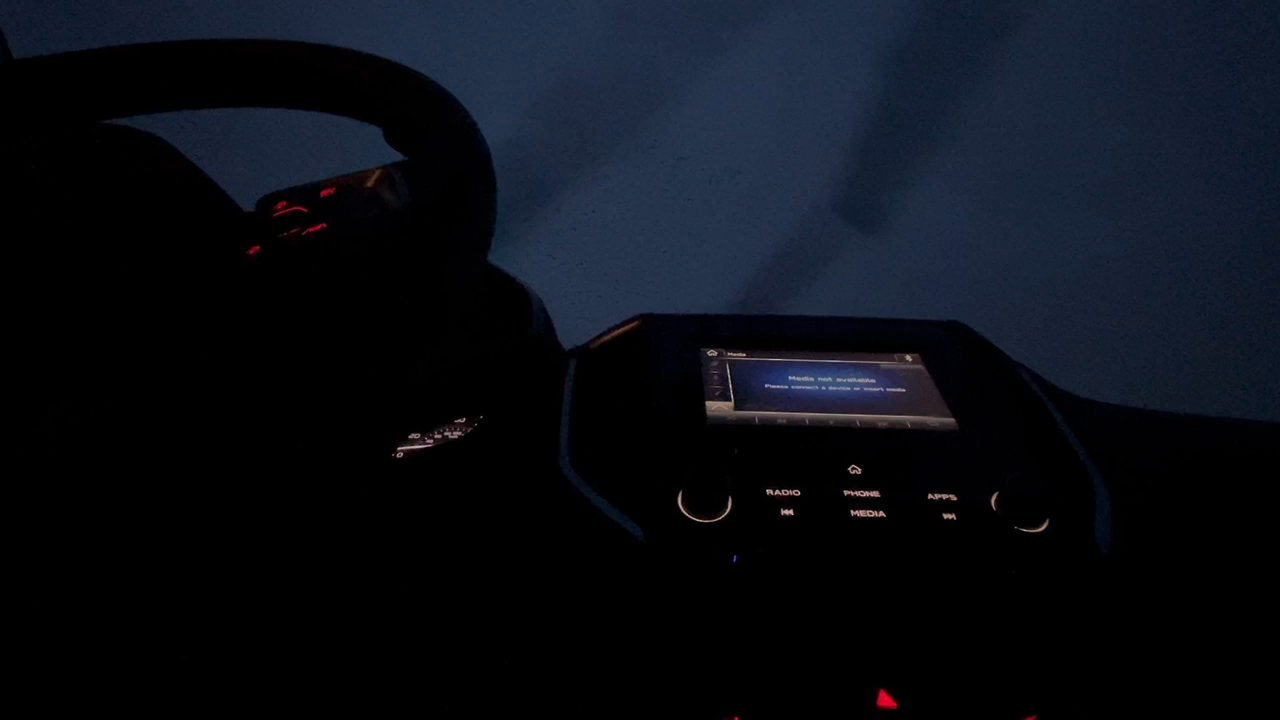 Media
Media not available
Please connect a device or insert media
RADIO
PHONE
APPS
MEDIA